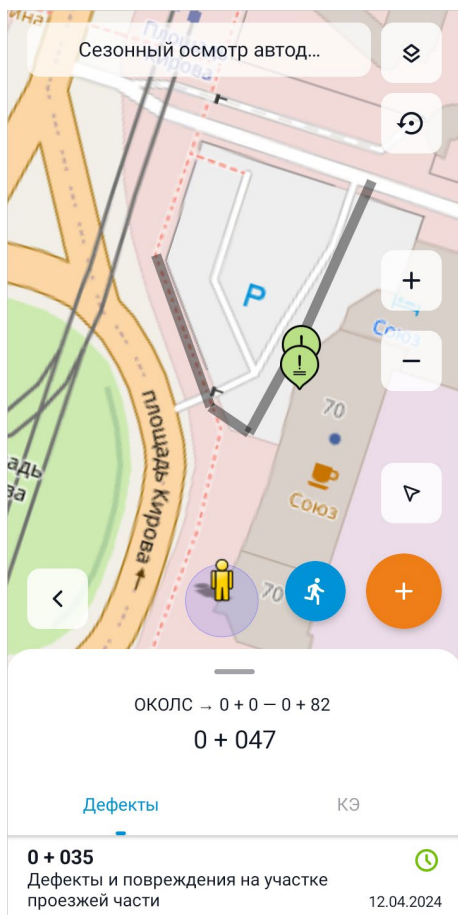 Сезонный осмотр автод...
P
Союз
70
Союз
площадь Кирова
70
ОКОЛС → 0 + 0 — 0 + 82
0 + 047
Дефекты
КЭ
0 + 035
Дефекты и повреждения на участке
проезжей части
12.04.2024